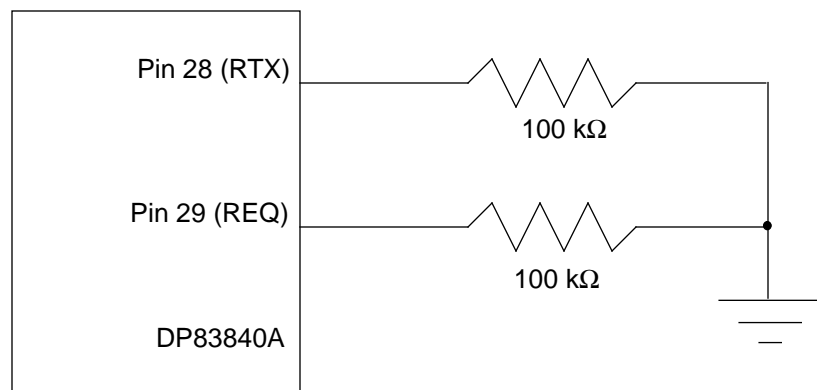 Pin 28 (RTX)
100 kΩ
Pin 29 (REQ)
100 kΩ
DP83840A